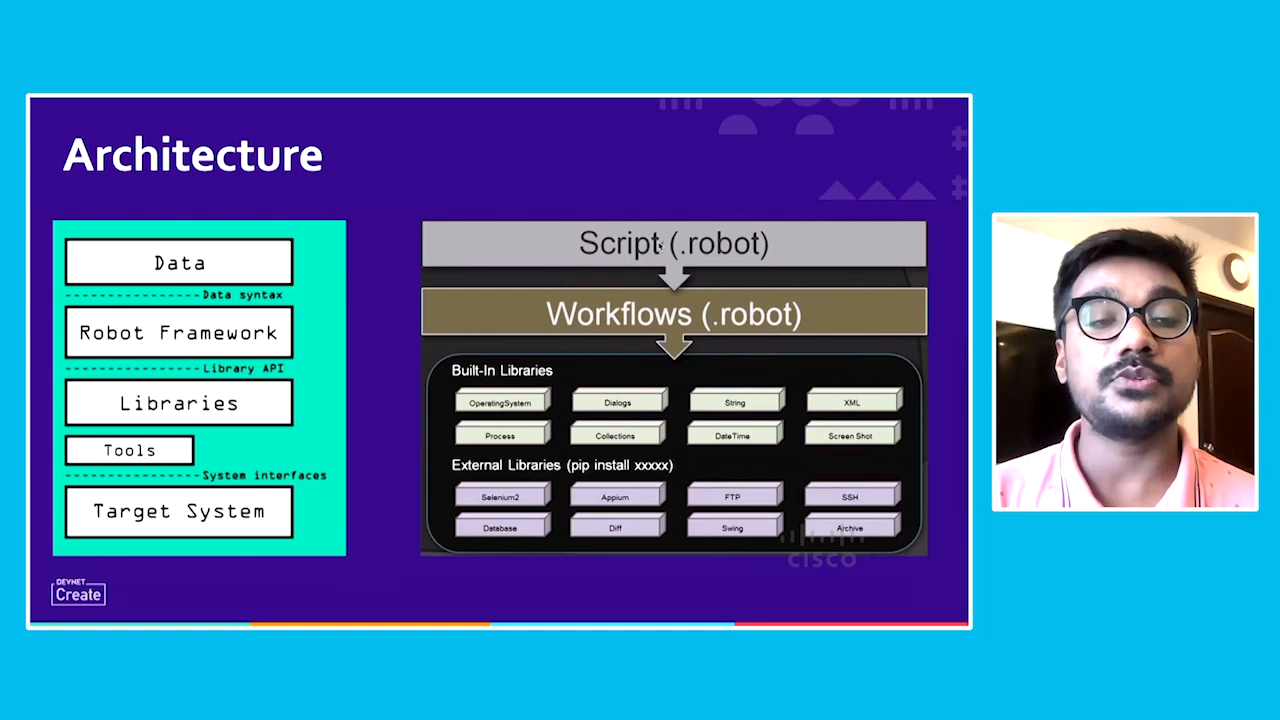 Architecture
Data
Data syntax
Robot Framework
Library API
Libraries
Tools
System interfaces
Target System
Script (.robot)
Workflows (.robot)
Built-In Libraries
OperatingSystem Dialogs String XML
Process Collections DateTime Screen Shot
External Libraries (pip install xxxxx)
Selenium2 Appium FTP SSH
Database Diff Swing Archive
CISCO
DEVNET
Create